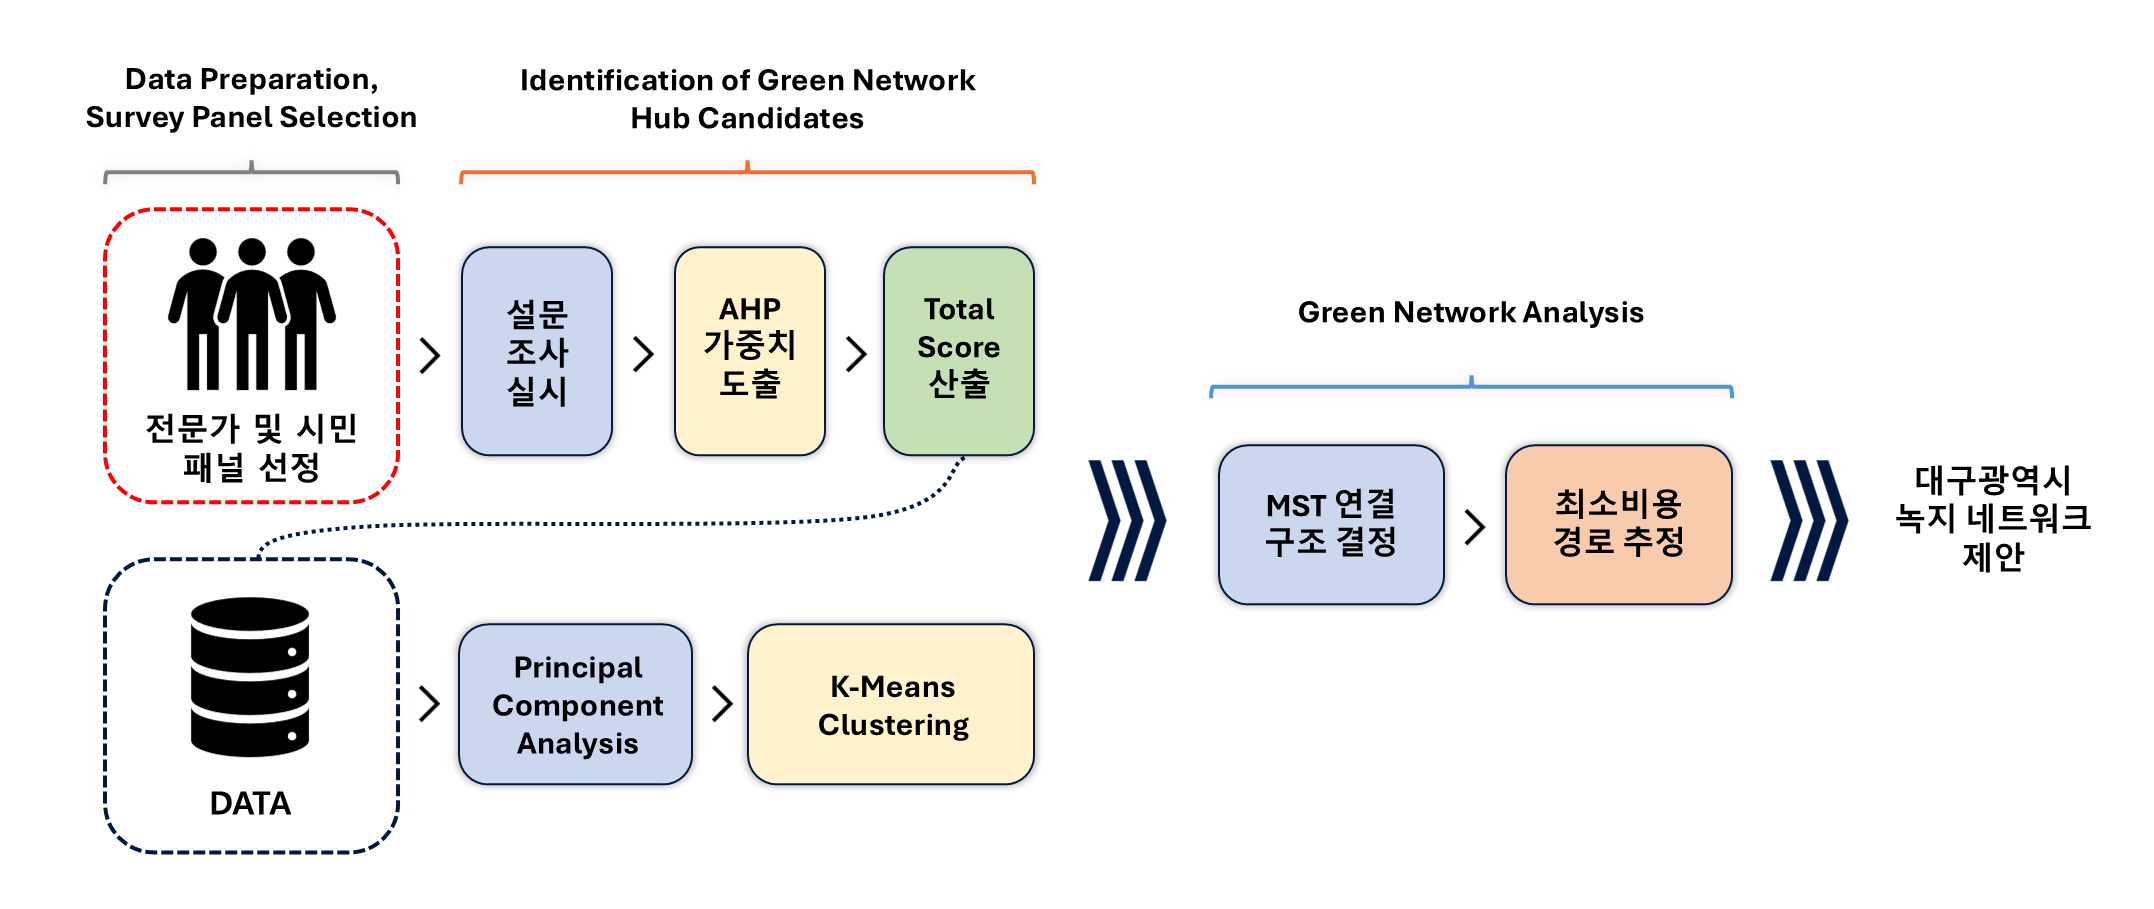 Data Preparation,
Survey Panel Selection
Identification of Green Network
Hub Candidates
전문가 및 시민
패널 선정
설문
조사
실시
AHP
가중치
도출
Total
Score
산출
DATA
Principal
Component
Analysis
K-Means
Clustering
Green Network Analysis
MST 연결
구조 결정
최소비용
경로 추정
대구광역시
녹지 네트워크
제안